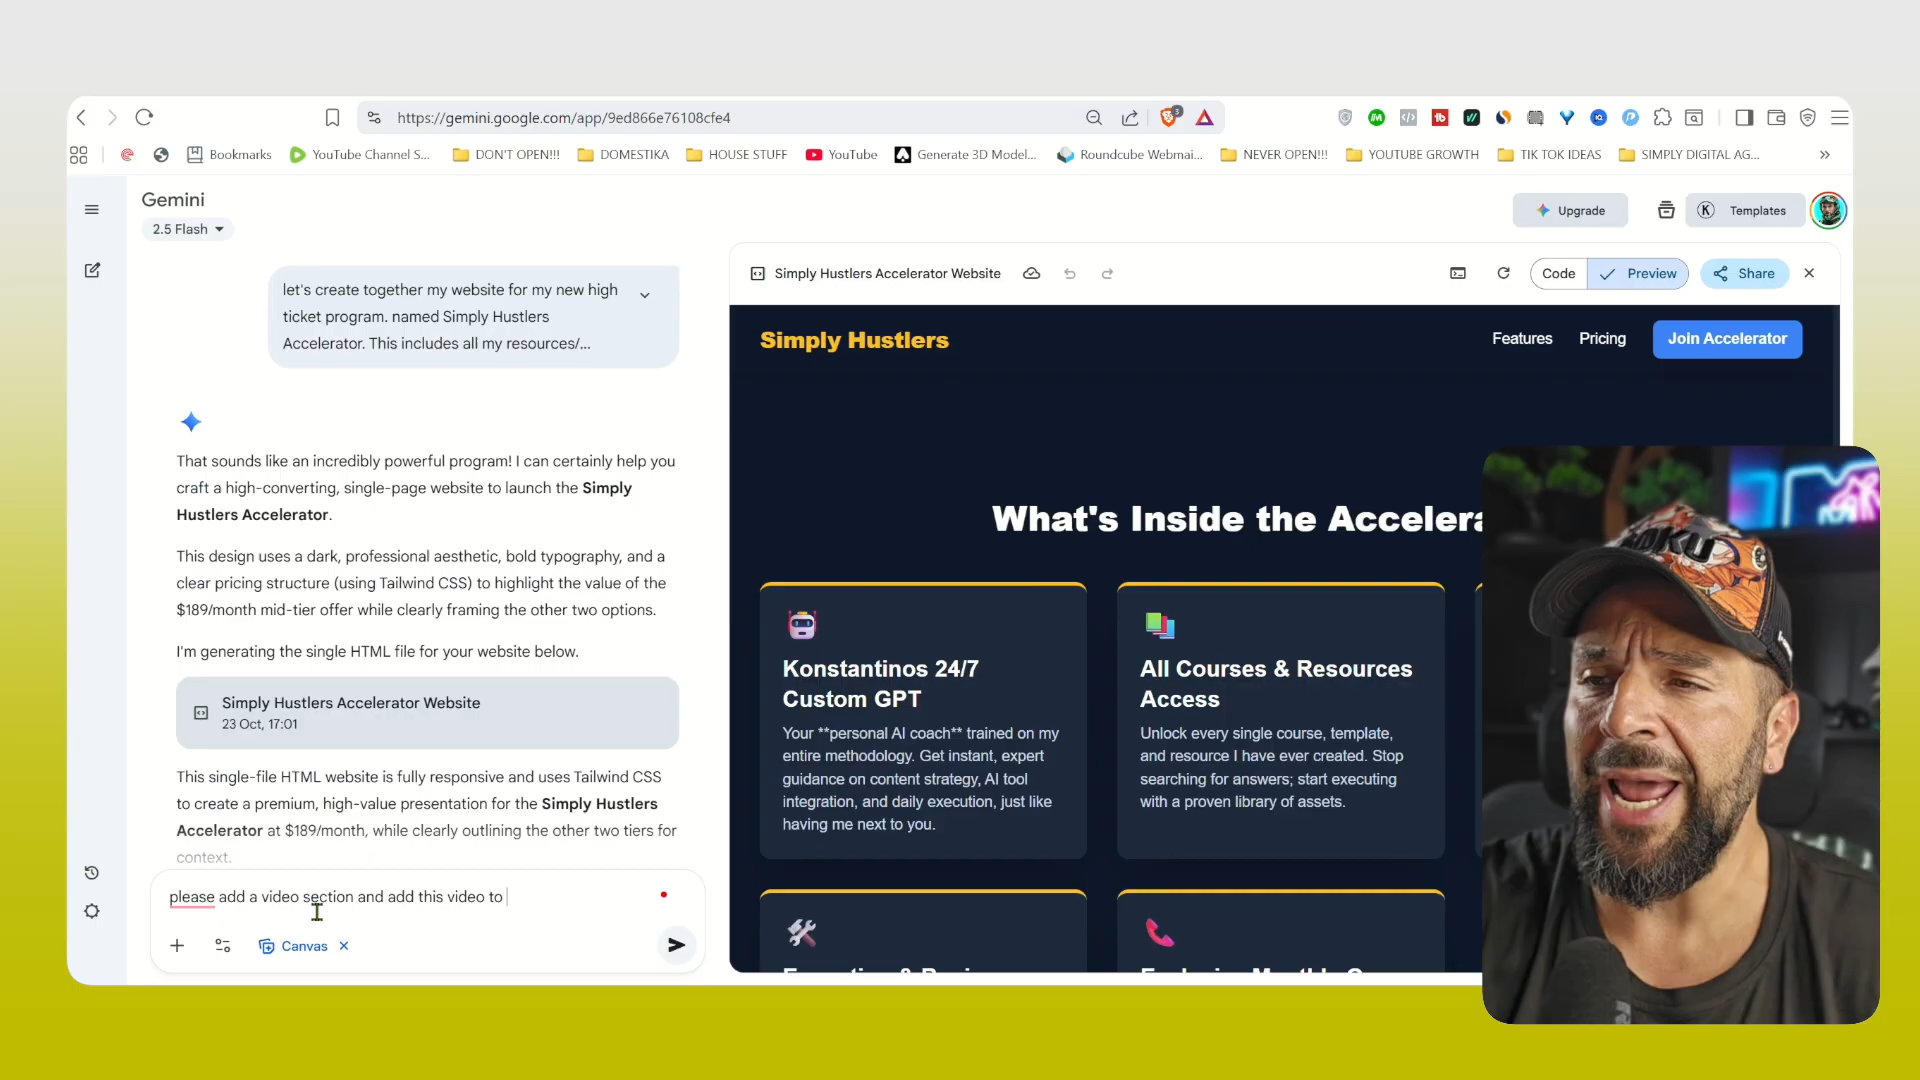 https://gemini.google.com/app/9ed866e76108cfe4
3
Bookmarks
YouTube Channel S...
DON'T OPEN!!!
DOMESTIKA
HOUSE STUFF
YouTube
Generate 3D Model...
Roundcube Webmai...
NEVER OPEN!!!
YOUTUBE GROWTH
TIK TOK IDEAS
SIMPLY DIGITAL AG...
Gemini
2.5 Flash
Upgrade
K
Templates
let's create together my website for my new high
ticket program. named Simply Hustlers
Accelerator. This includes all my resources/...
That sounds like an incredibly powerful program! I can certainly help you
craft a high-converting, single-page website to launch the Simply
Hustlers Accelerator.
This design uses a dark, professional aesthetic, bold typography, and a
clear pricing structure (using Tailwind CSS) to highlight the value of the
$189/month mid-tier offer while clearly framing the other two options.
I'm generating the single HTML file for your website below.
Simply Hustlers Accelerator Website
23 Oct, 17:01
This single-file HTML website is fully responsive and uses Tailwind CSS
to create a premium, high-value presentation for the Simply Hustlers
Accelerator at $189/month, while clearly outlining the other two tiers for
context.
please add a video section and add this video to
Canvas
Simply Hustlers Accelerator Website
Code
Preview
Share
Simply Hustlers
Features
Pricing
Join Accelerator
What's Inside the Accelera
Konstantinos 24/7
Custom GPT
Your **personal AI coach** trained on my
entire methodology. Get instant, expert
guidance on content strategy, AI tool
integration, and daily execution, just like
having me next to you.
All Courses & Resources
Access
Unlock every single course, template,
and resource I have ever created. Stop
searching for answers; start executing
with a proven library of assets.